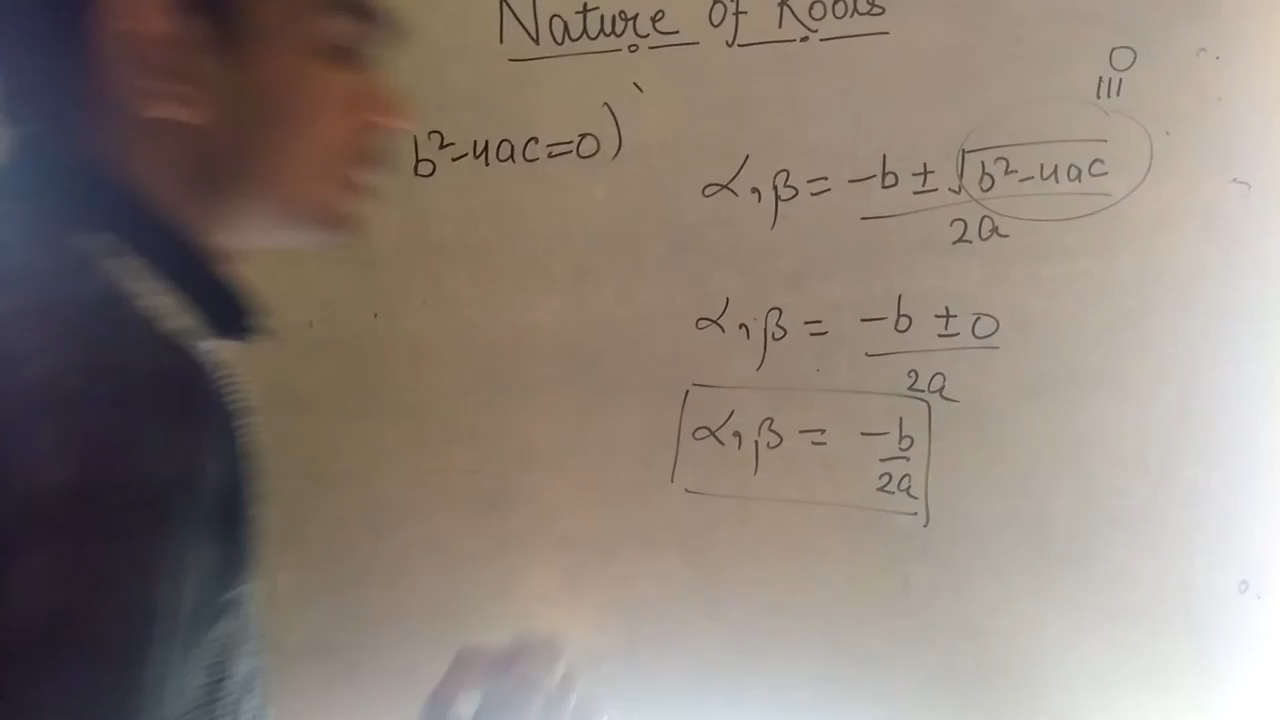 Nature of Roots
b²-4ac=0)
0
α, β = -b ± √b²-4ac / 2a
α, β = -b ± 0 / 2a
α, β = -b / 2a